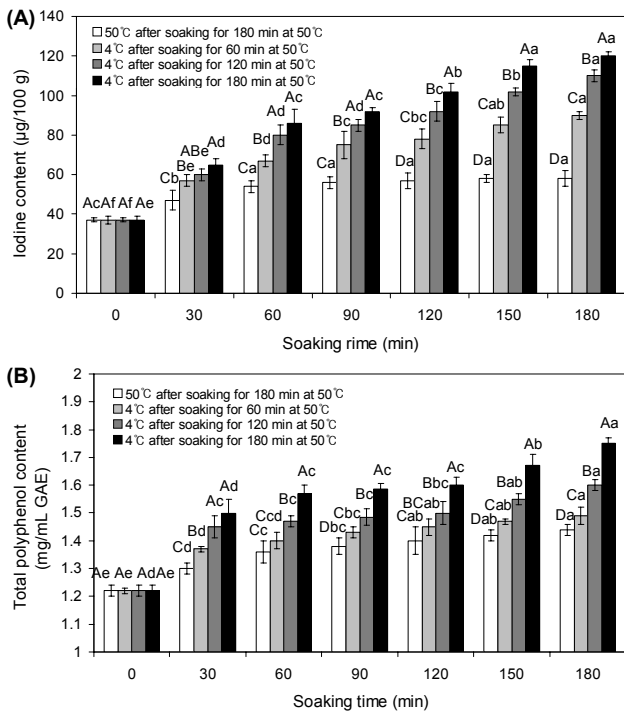 (A)
50℃ after soaking for 180 min at 50℃
4℃ after soaking for 60 min at 50℃
4℃ after soaking for 120 min at 50℃
4℃ after soaking for 180 min at 50℃
Iodine content (µg/100 g)
140
120
100
80
60
40
20
0
Ac Af Af Ae
Cb Be ABe Ad
Ca Bd Ad Ac
Ca Bc Ad Ac
Da Cbc Bc Ab
Da Cab Bb Aa
Da Ca Ba Aa
0 30 60 90 120 150 180
Soaking rime (min)
(B)
50℃ after soaking for 180 min at 50℃
4℃ after soaking for 60 min at 50℃
4℃ after soaking for 120 min at 50℃
4℃ after soaking for 180 min at 50℃
Total polyphenol content
(mg/mL GAE)
2
1.9
1.8
1.7
1.6
1.5
1.4
1.3
1.2
1.1
1
Ae Ae Ad Ae
Cd Bd Ac Ad
Cc Ccd Bc Ac
Dbc Cbc Bc Ac
Cab BCab Bbc Ac
Dab Cab Bab Ab
Da Ca Ba Aa
0 30 60 90 120 150 180
Soaking time (min)